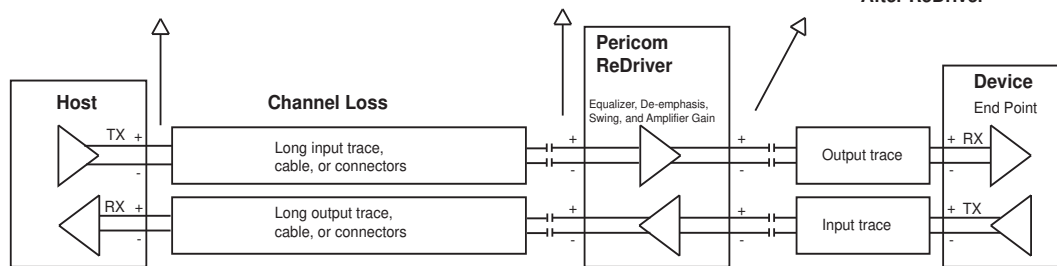 After ReDriver
Pericom
ReDriver
Device
End Point
Host
Channel Loss
Equalizer, De-emphasis,
Swing, and Amplifier Gain
TX + + + + RX
Long input trace,
cable, or connectors
Output trace
- - - -
RX + + + + TX
Long output trace,
cable, or connectors
Input trace
- - - -